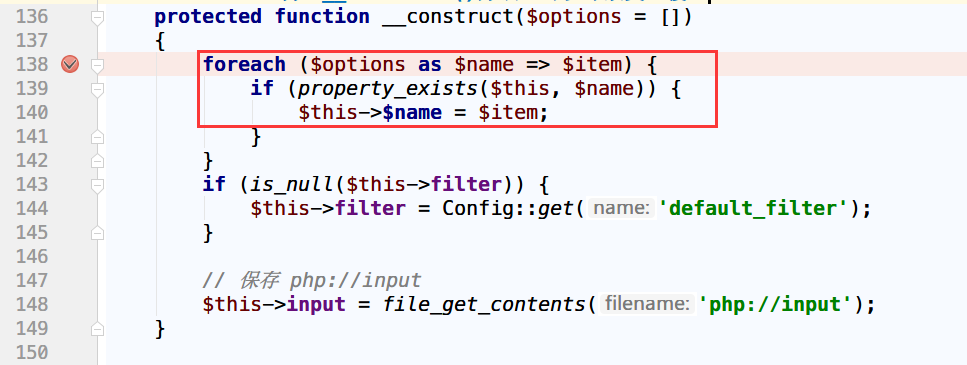 136 protected function __construct($options = [])
137 {
138 foreach ($options as $name => $item) {
139 if (property_exists($this, $name)) {
140 $this->$name = $item;
141 }
142 }
143 if (is_null($this->filter)) {
144 $this->filter = Config::get( name: 'default_filter');
145 }
146
147 // 保存 php://input
148 $this->input = file_get_contents( filename: 'php://input');
149 }
150